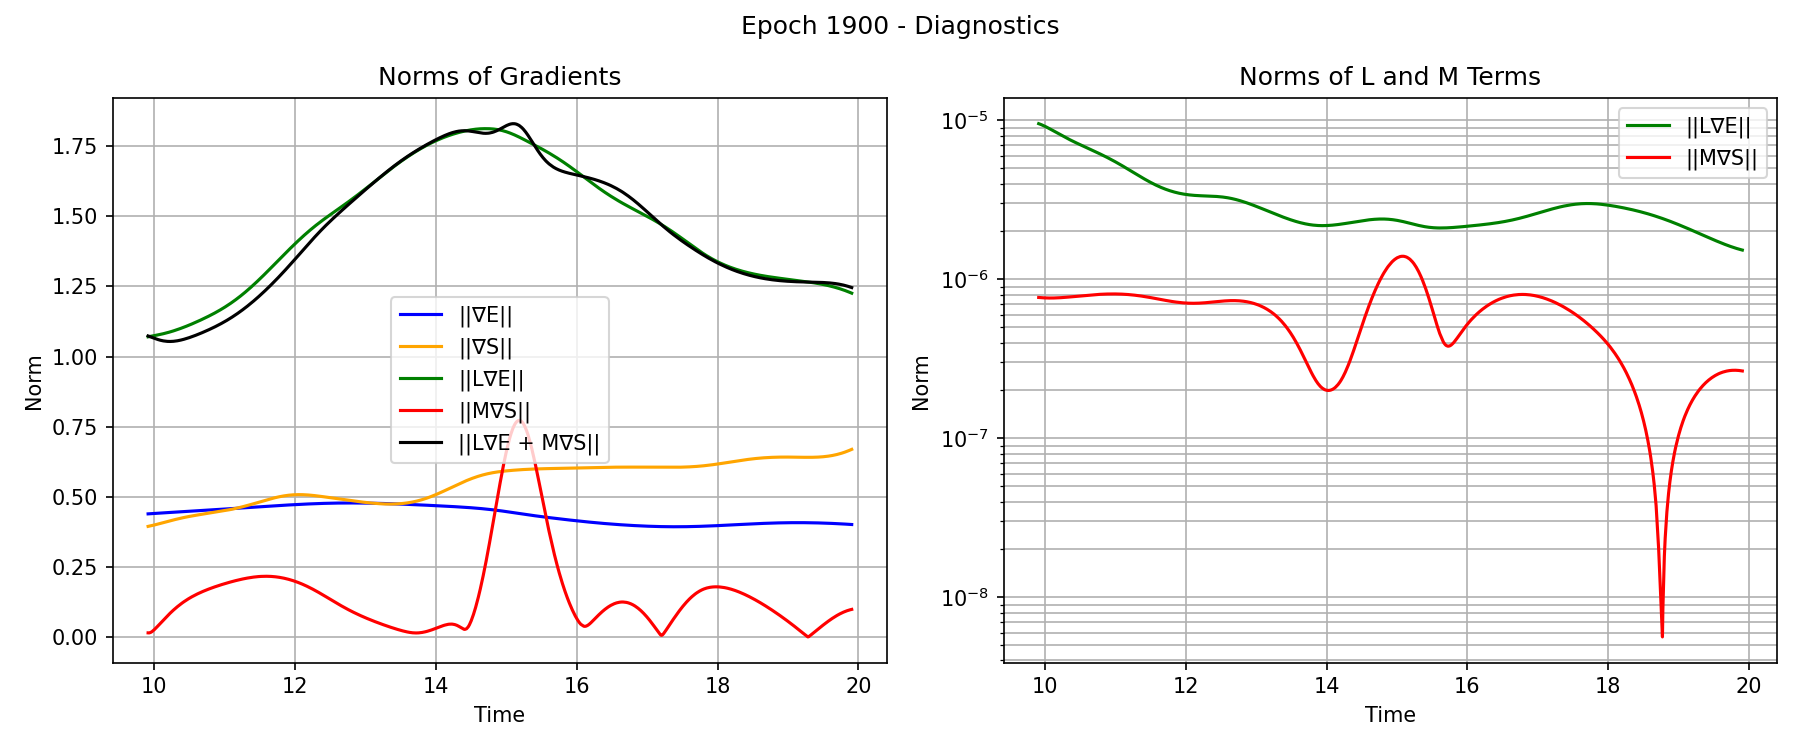 Epoch 1900 - Diagnostics
Norms of Gradients
Norm
1.75
1.50
1.25
1.00
0.75
0.50
0.25
0.00
||∇E||
||∇S||
||L∇E||
||M∇S||
||L∇E + M∇S||
10 12 14 16 18 20
Time
Norms of L and M Terms
Norm
10⁻⁵
10⁻⁶
10⁻⁷
10⁻⁸
||L∇E||
||M∇S||
10 12 14 16 18 20
Time